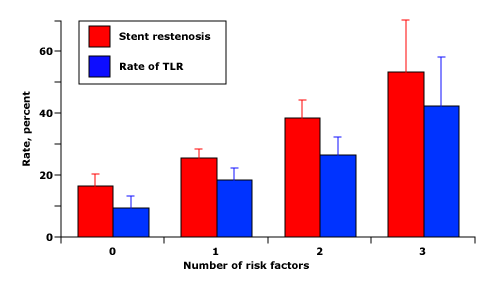 Stent restenosis
Rate of TLR
Rate, percent
60
40
20
0
0 1 2 3
Number of risk factors